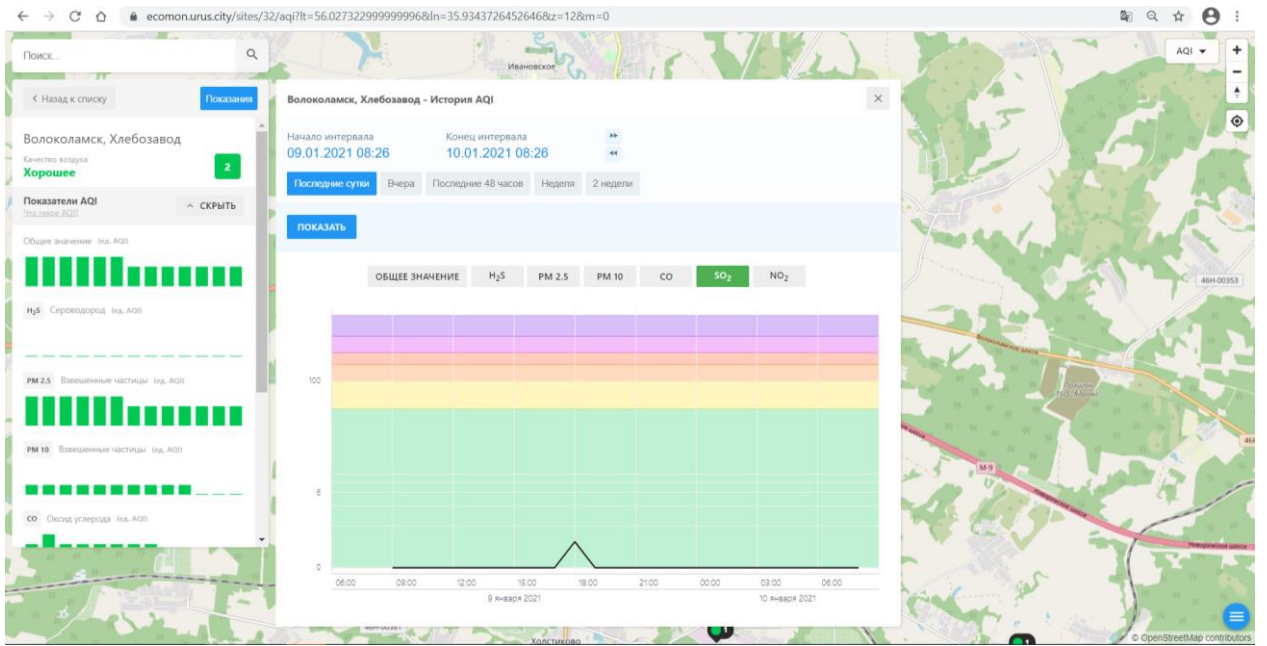 ecomon.urus.city/sites/32/aqi?lt=56.027322999999996&ln=35.9343726452646&z=12&m=0
Поиск...
Ивановское
AQI
Назад к списку
Показания
Волоколамск, Хлебозавод - История AQI
Волоколамск, Хлебозавод
Качество воздуха
Хорошее
2
Начало интервала
Конец интервала
09.01.2021 08:26
10.01.2021 08:26
Последние сутки
Вчера
Последние 48 часов
Неделя
2 недели
Показатели AQI
Что такое AQI?
СКРЫТЬ
ПОКАЗАТЬ
Общее значение (ед. AQI)
ОБЩЕЕ ЗНАЧЕНИЕ
H₂S
PM 2.5
PM 10
CO
SO₂
NO₂
H₂S Сероводород (ед. AQI)
PM 2.5 Взвешенные частицы (ед. AQI)
PM 10 Взвешенные частицы (ед. AQI)
CO Оксид углерода (ед. AQI)
100
6
0
06:00
09:00
12:00
15:00
18:00
21:00
00:00
03:00
06:00
9 января 2021
10 января 2021
46Н-00353
Волоколамское шоссе
М-9
Новорижское шоссе
Новорижское шоссе
46Н-00381
Холстиково
1
1
© OpenStreetMap contributors